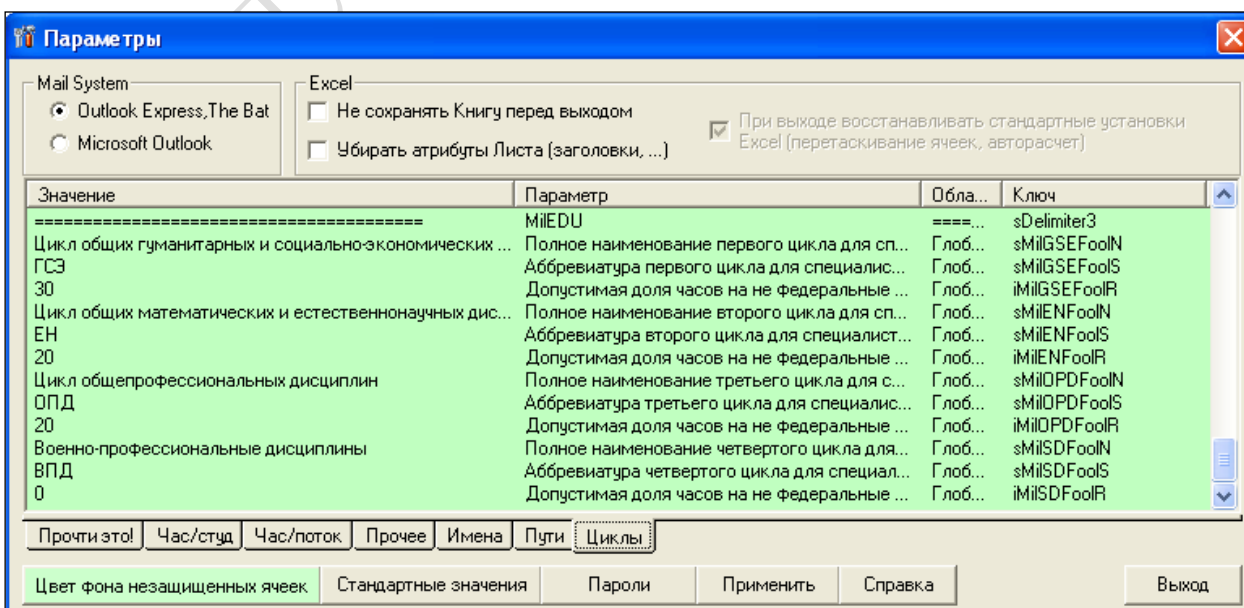 Параметры
Mail System
Outlook Express,The Bat
Microsoft Outlook
Excel
Не сохранять Книгу перед выходом
Убирать атрибуты Листа (заголовки, ...)
При выходе восстанавливать стандартные установки
Excel (перетаскивание ячеек, авторасчет)
Значение Параметр Обла... Ключ
======================================== MilEDU ====... sDelimiter3
Цикл общих гуманитарных и социально-экономических ... Полное наименование первого цикла для сп... Глоб... sMilGSEFoolN
ГСЭ Аббревиатура первого цикла для специалис... Глоб... sMilGSEFoolS
30 Допустимая доля часов на не федеральные ... Глоб... iMilGSEFoolR
Цикл общих математических и естественнонаучных дис... Полное наименование второго цикла для сп... Глоб... sMilENFoolN
ЕН Аббревиатура второго цикла для специалист... Глоб... sMilENFoolS
20 Допустимая доля часов на не федеральные ... Глоб... iMilENFoolR
Цикл общепрофессиональных дисциплин Полное наименование третьего цикла для с... Глоб... sMilOPDFoolN
ОПД Аббревиатура третьего цикла для специалис... Глоб... sMilOPDFoolS
20 Допустимая доля часов на не федеральные ... Глоб... iMilOPDFoolR
Военно-профессиональные дисциплины Полное наименование четвертого цикла для... Глоб... sMilSDFoolN
ВПД Аббревиатура четвертого цикла для специал... Глоб... sMilSDFoolS
0 Допустимая доля часов на не федеральные ... Глоб... iMilSDFoolR
Прочти это! Час/студ Час/поток Прочее Имена Пути Циклы
Цвет фона незащищенных ячеек Стандартные значения Пароли Применить Справка Выход